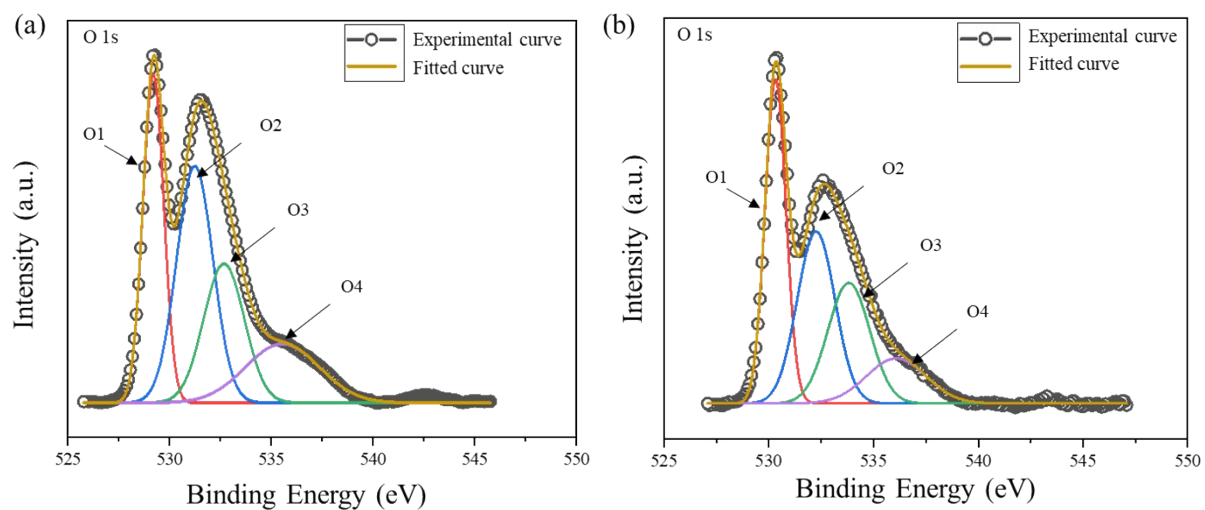 (a)
O 1s
Experimental curve
Fitted curve
O1
O2
O3
O4
Intensity (a.u.)
525 530 535 540 545 550
Binding Energy (eV)
(b)
O 1s
Experimental curve
Fitted curve
O1
O2
O3
O4
Intensity (a.u.)
525 530 535 540 545 550
Binding Energy (eV)